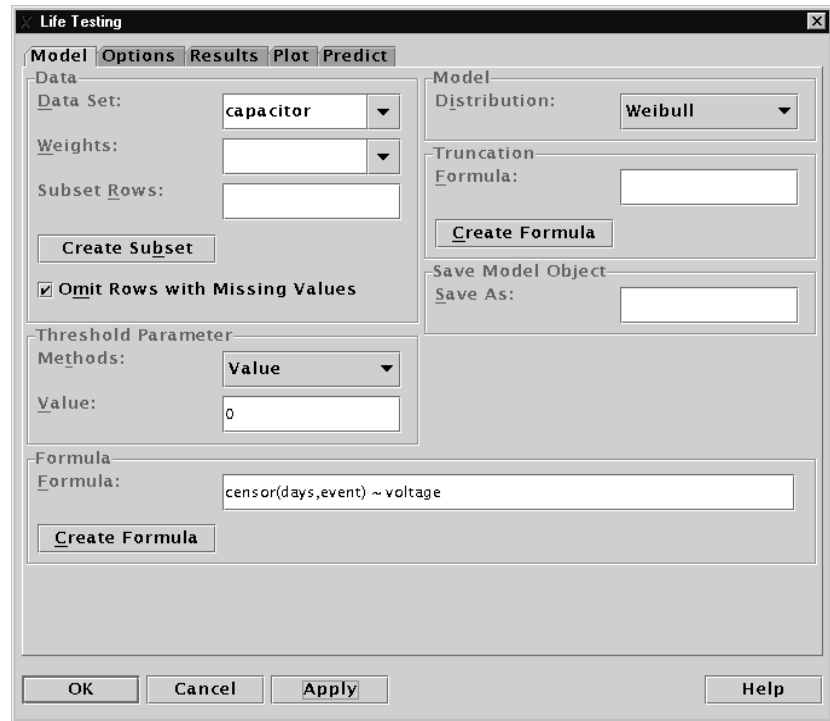 Life Testing
Model Options Results Plot Predict
Data
Data Set:
capacitor
Weights:
Subset Rows:
Create Subset
Omit Rows with Missing Values
Threshold Parameter
Methods:
Value
Value:
0
Model
Distribution:
Weibull
Truncation
Formula:
Create Formula
Save Model Object
Save As:
Formula
Formula:
censor(days,event) ~ voltage
Create Formula
OK Cancel Apply Help